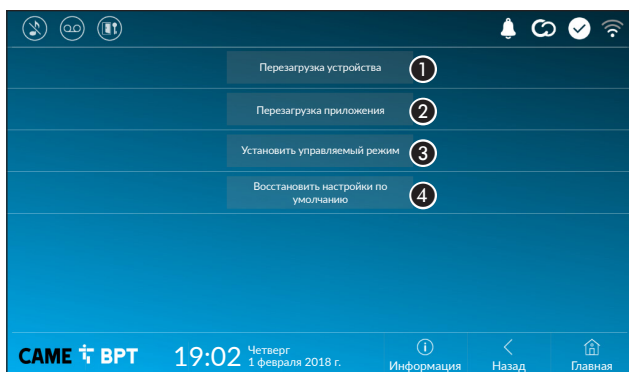 Перезагрузка устройства 1
Перезагрузка приложения 2
Установить управляемый режим 3
Восстановить настройки по
умолчанию 4
CAME BPT 19:02 Четверг
1 февраля 2018 г.
Информация Назад Главная